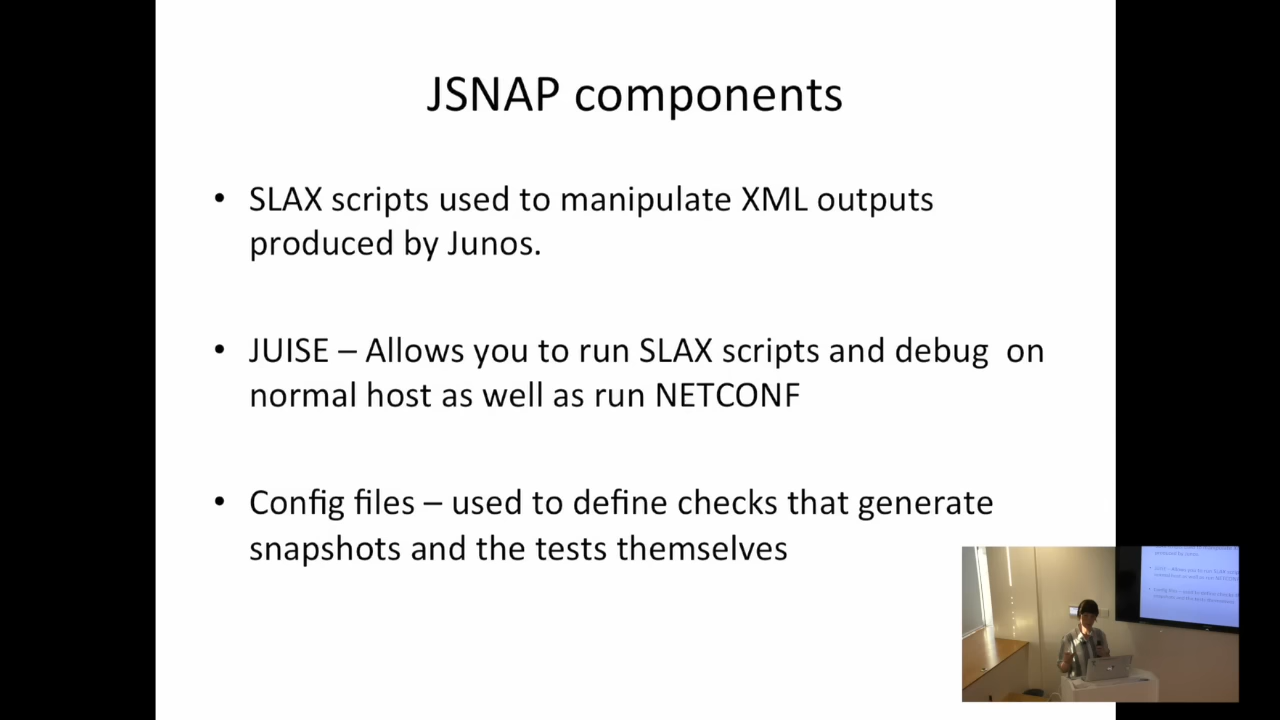 JSNAP components
• SLAX scripts used to manipulate XML outputs
produced by Junos.
• JUISE – Allows you to run SLAX scripts and debug  on
normal host as well as run NETCONF
• Config files – used to define checks that generate
snapshots and the tests themselves